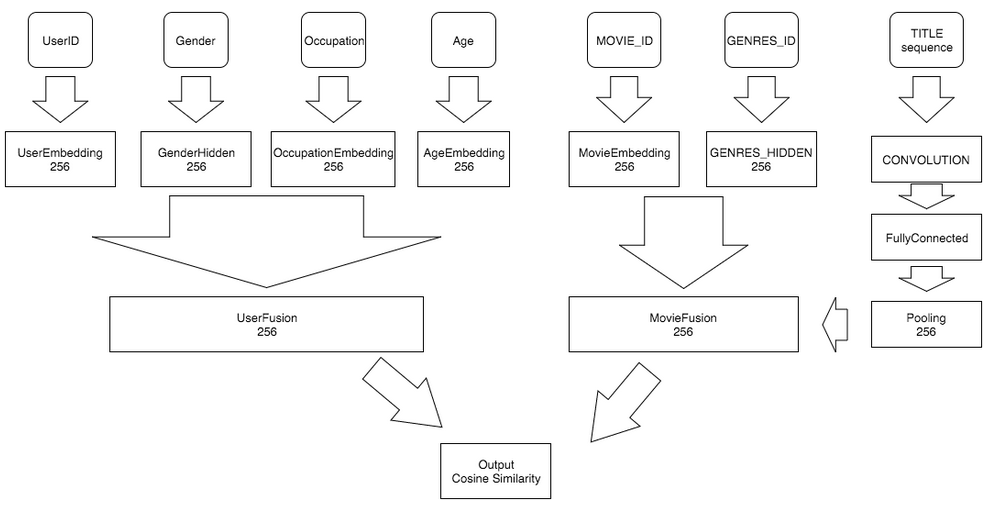 UserID
Gender
Occupation
Age
MOVIE_ID
GENRES_ID
TITLE
sequence
UserEmbedding
256
GenderHidden
256
OccupationEmbedding
256
AgeEmbedding
256
MovieEmbedding
256
GENRES_HIDDEN
256
CONVOLUTION
FullyConnected
UserFusion
256
MovieFusion
256
Pooling
256
Output
Cosine Similarity